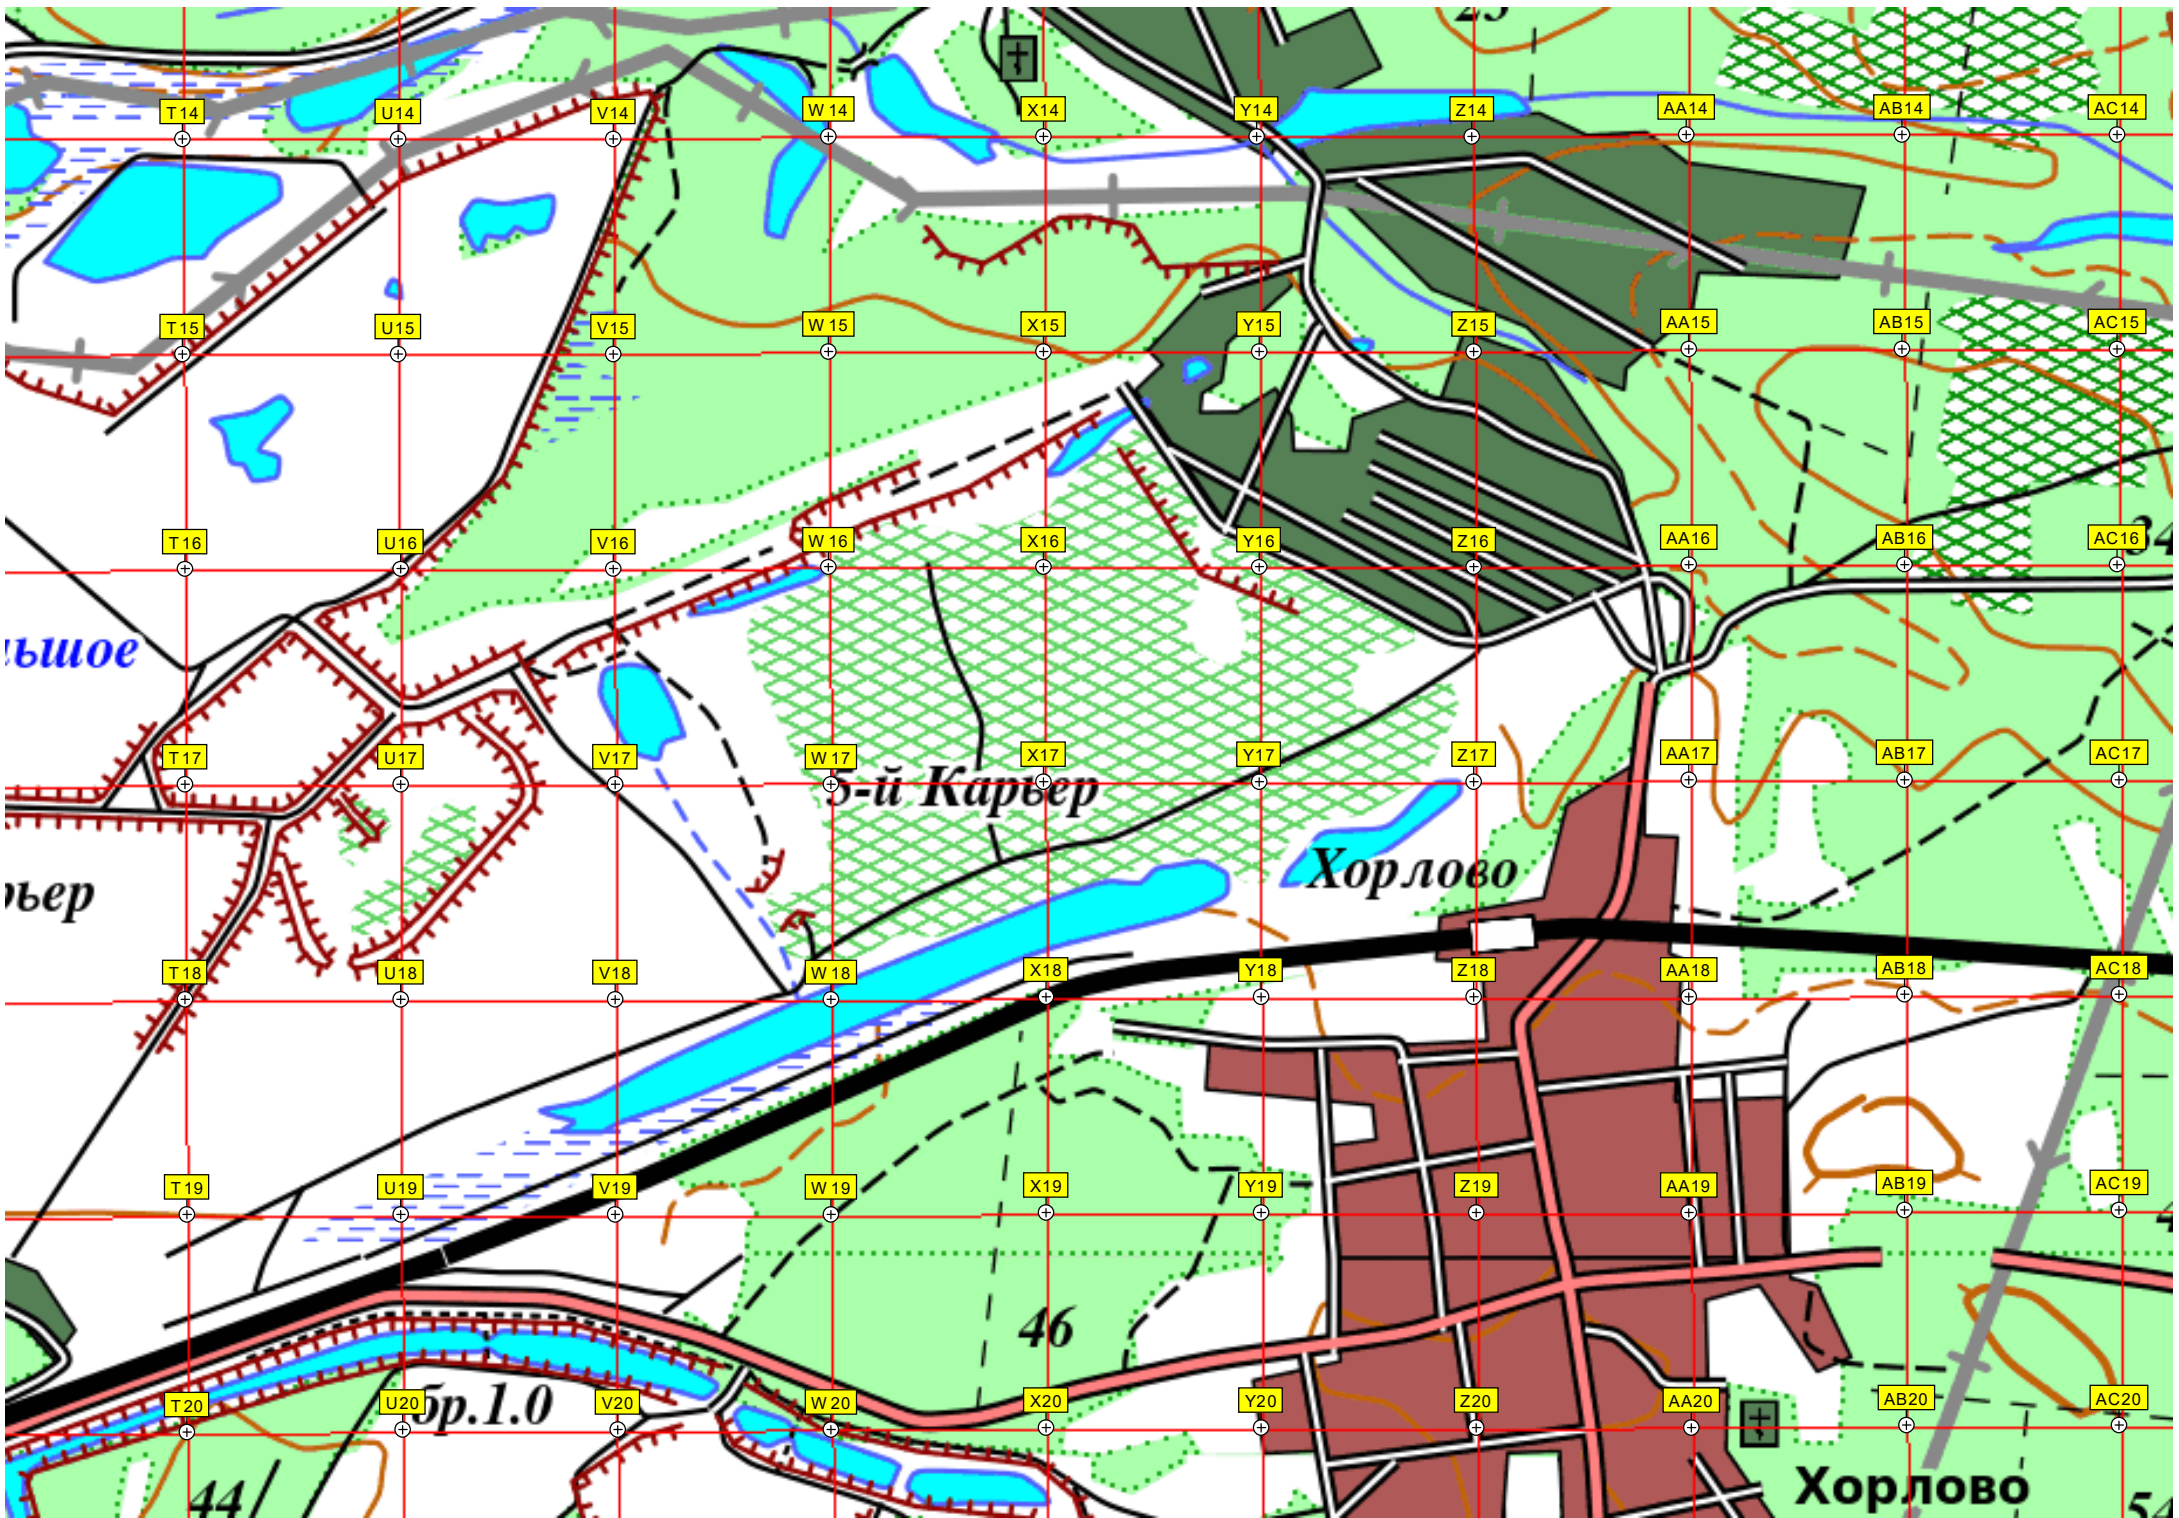 T14 U14 V14 W14 X14 Y14 Z14 AA14 AB14 AC14
T15 U15 V15 W15 X15 Y15 Z15 AA15 AB15 AC15
T16 U16 V16 W16 X16 Y16 Z16 AA16 AB16 AC16
34
ьшое
T17 U17 V17 W17 X17 Y17 Z17 AA17 AB17 AC17
5-й Карьер
Хорлово
рьер
T18 U18 V18 W18 X18 Y18 Z18 AA18 AB18 AC18
T19 U19 V19 W19 X19 Y19 Z19 AA19 AB19 AC19
46
T20 U20 V20 W20 X20 Y20 Z20 AA20 AB20 AC20
бр.1.0
44
Хорлово
54